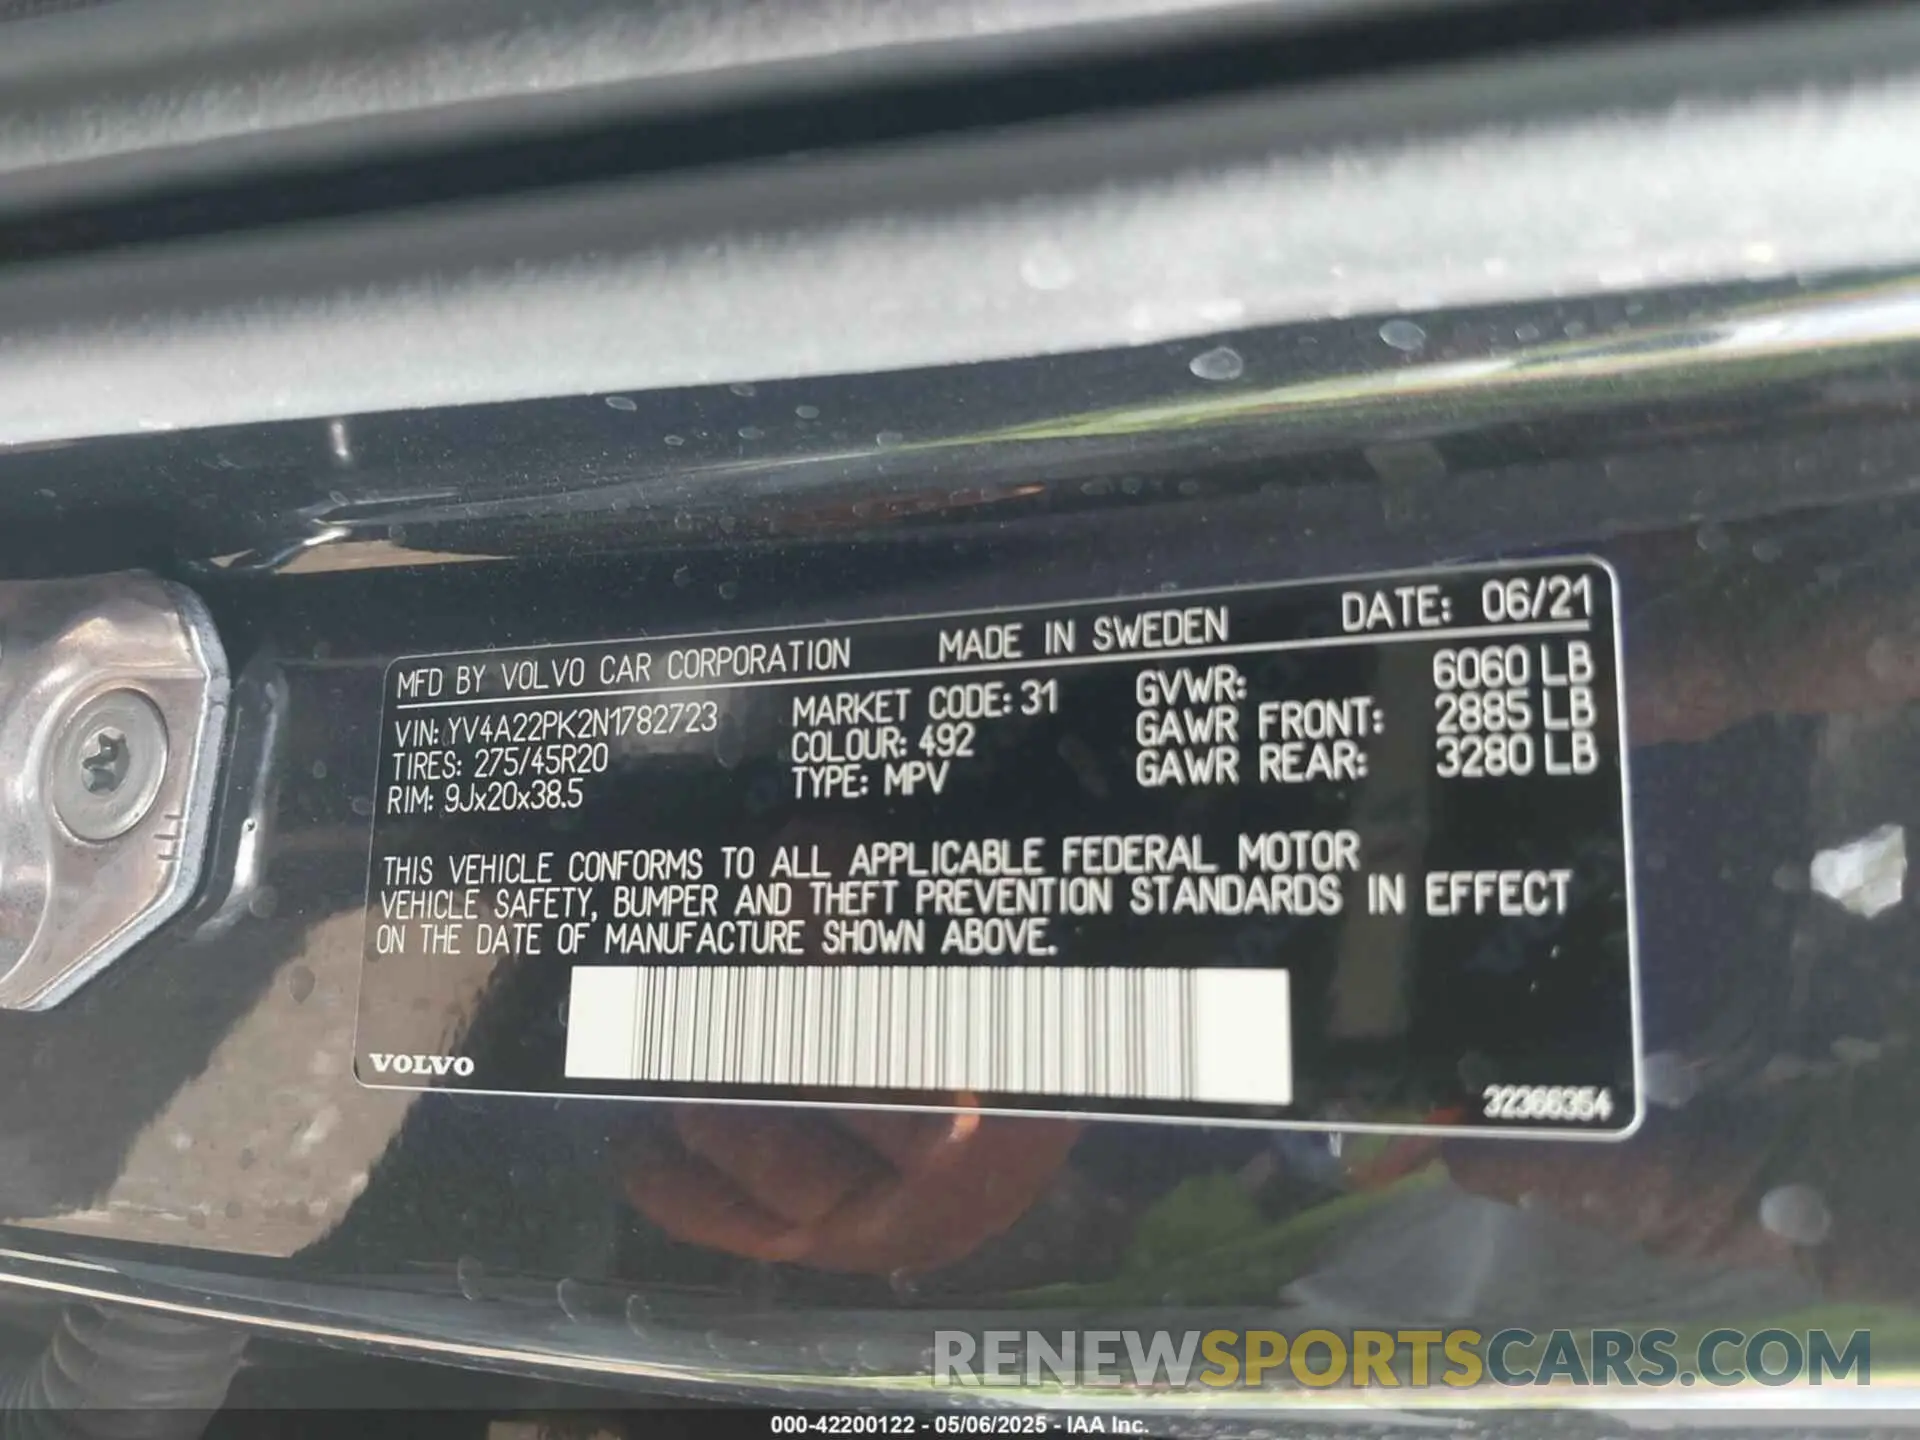 MFD BY VOLVO CAR CORPORATION MADE IN SWEDEN DATE: 06/21
VIN: YV4A22PK2N1782723 MARKET CODE: 31 GVWR: 6060 LB
TIRES: 275/45R20 COLOUR: 492 GAWR FRONT: 2885 LB
RIM: 9Jx20x38.5 TYPE: MPV GAWR REAR: 3280 LB
THIS VEHICLE CONFORMS TO ALL APPLICABLE FEDERAL MOTOR
VEHICLE SAFETY, BUMPER AND THEFT PREVENTION STANDARDS IN EFFECT
ON THE DATE OF MANUFACTURE SHOWN ABOVE.
VOLVO
32366354
RENEWSPORTSCARS.COM
000-42200122 - 05/06/2025 - IAA Inc.